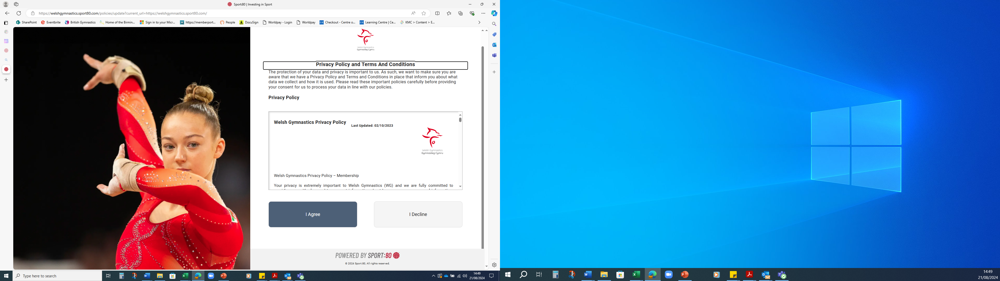 Sport:80 | Investing in Sport
https://welshgymnastics.sport80.com/policies/update?current_url=https://welshgymnastics.sport80.com/
SharePoint
Eventbrite
British Gymnastics
Home of the Birmin...
Sign in to your Micr...
https://memberport...
People
DocuSign
Worldpay - Login
Worldpay
Checkout - Centre o...
Learning Centre | Ce...
KMC > Content > E...
Welsh Gymnastics
Gymnasteg Cymru
Privacy Policy and Terms And Conditions
The protection of your data and privacy is important to us. As such, we want to make sure you are
aware that we have a Privacy Policy and Terms and Conditions in place that inform you about what
data we collect and how it is used. Please read these important policies carefully before providing
your consent for us to process your data in line with our policies.
Privacy Policy
Welsh Gymnastics Privacy Policy
Last Updated: 02/10/2023
Welsh Gymnastics
Gymnasteg Cymru
Welsh Gymnastics Privacy Policy – Membership
Your privacy is extremely important to Welsh Gymnastics (WG) and we are fully committed to
I Agree
I Decline
POWERED BY SPORT:80
© 2024 Sport:80, All rights reserved.
Type here to search
14:49
21/08/2024
14:49
21/08/2024